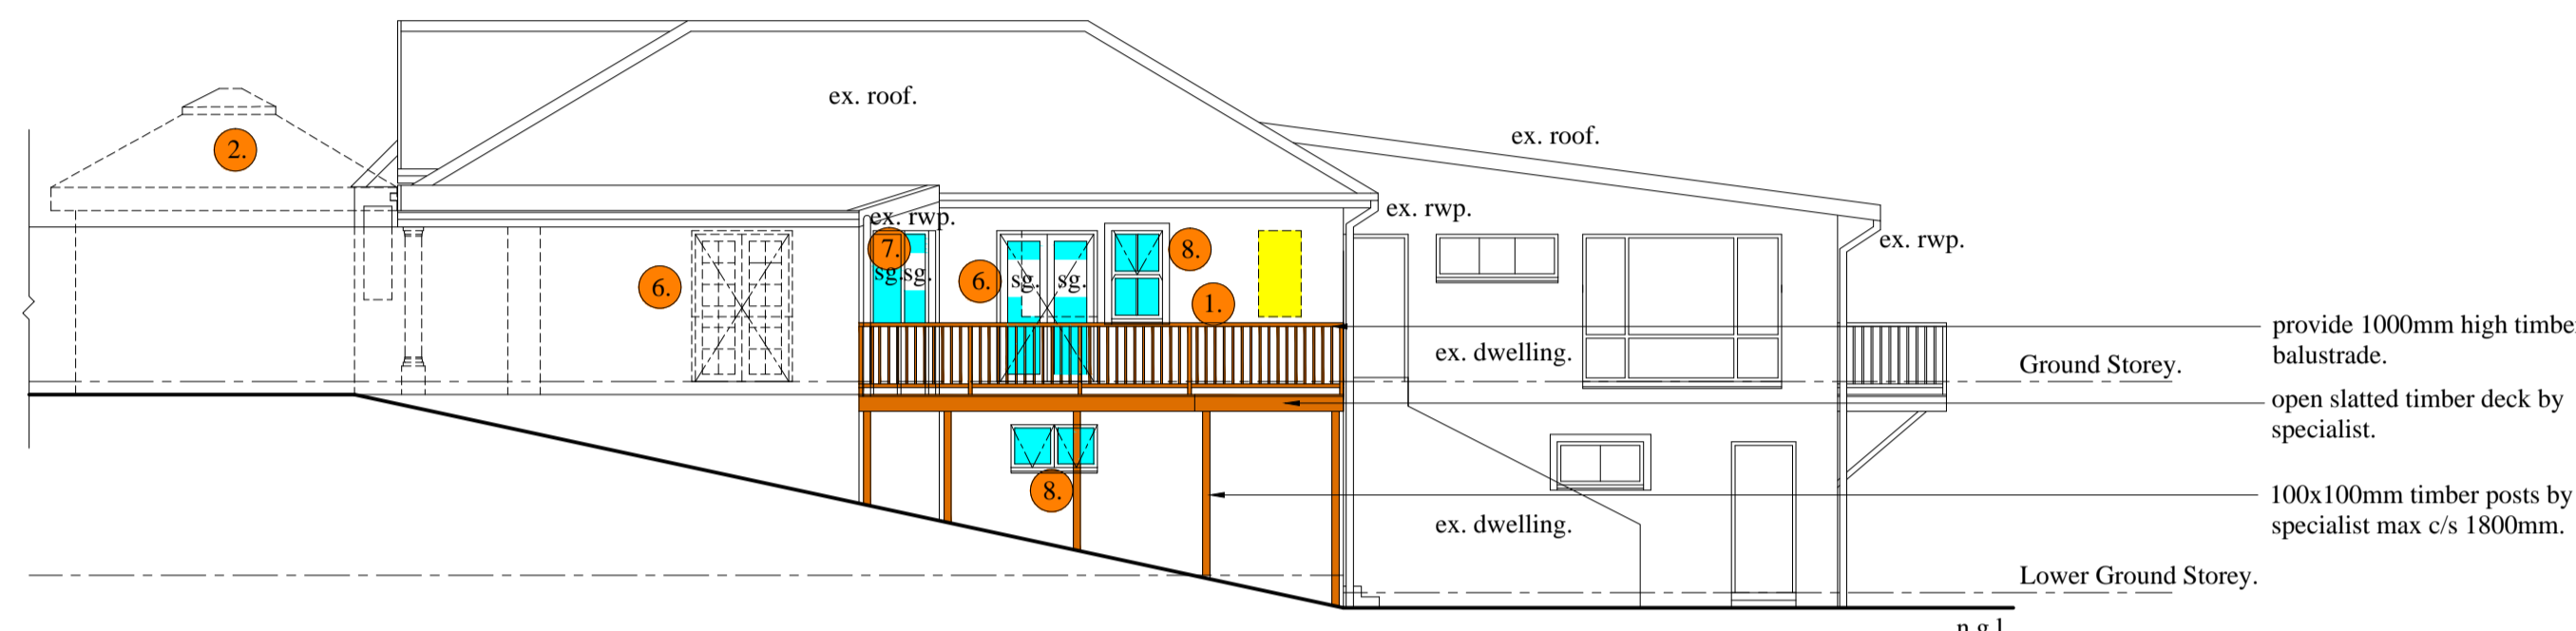 ex. roof.
ex. roof.
2.
ex. rwp.
ex. rwp.
ex. rwp.
7.
8.
6.
6.
sg.
sg.
sg.
sg.
1.
provide 1000mm high timbe
balustrade.
ex. dwelling.
Ground Storey.
open slatted timber deck by
specialist.
8.
100x100mm timber posts by
specialist max c/s 1800mm.
ex. dwelling.
Lower Ground Storey.
n.g.l